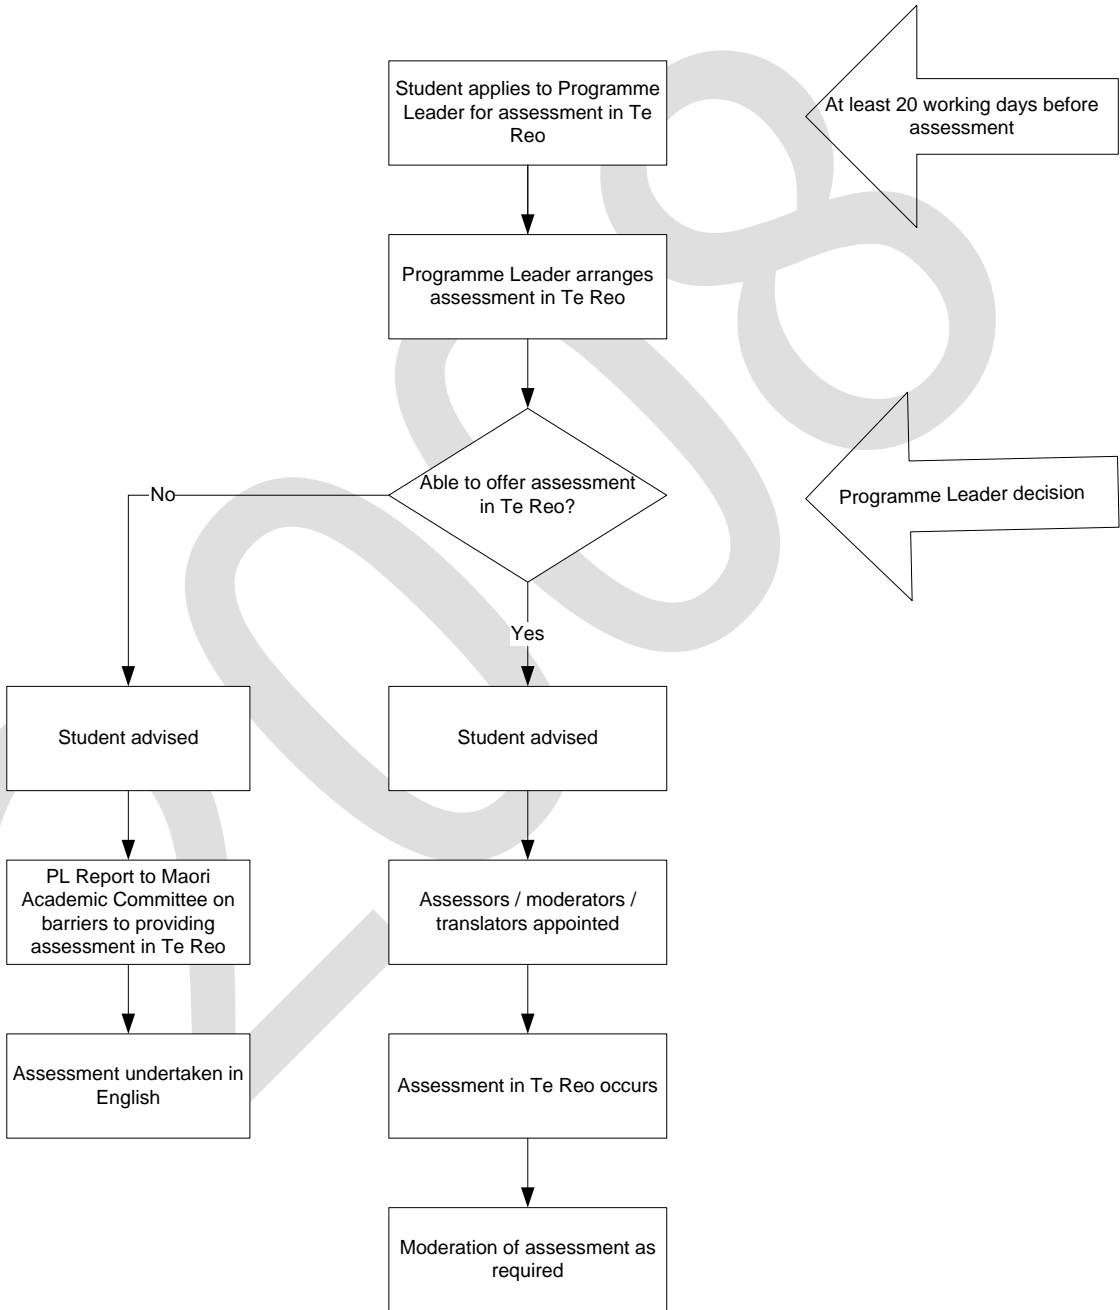 Student applies to Programme
Leader for assessment in Te
Reo
At least 20 working days before
assessment
Programme Leader arranges
assessment in Te Reo
Able to offer assessment
in Te Reo?
Programme Leader decision
No
Yes
Student advised
Student advised
PL Report to Maori
Academic Committee on
barriers to providing
assessment in Te Reo
Assessors / moderators /
translators appointed
Assessment undertaken in
English
Assessment in Te Reo occurs
Moderation of assessment as
required
2008